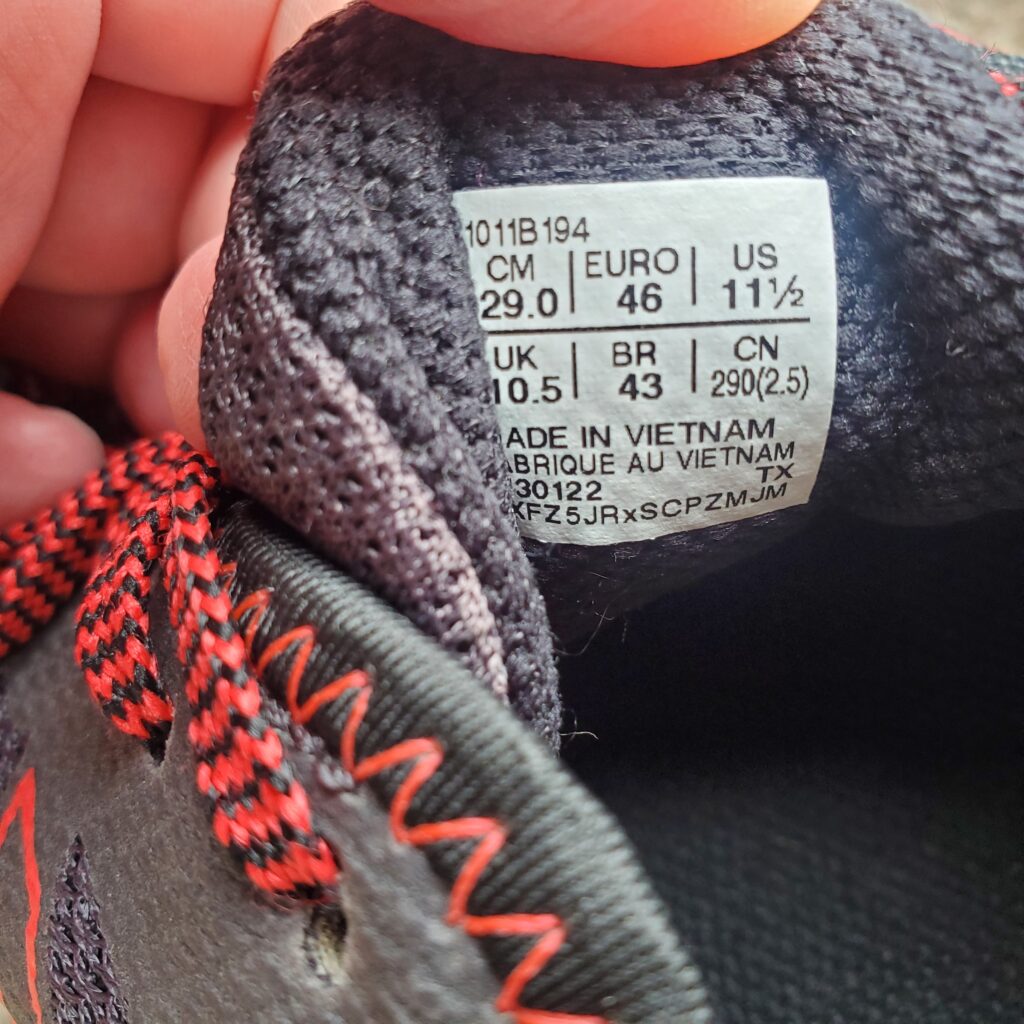 1011B194
CM | EURO | US
29.0 | 46 | 11½
UK | BR | CN
10.5 | 43 | 290(2.5)
ADE IN VIETNAM
ABRIQUE AU VIETNAM
30122 TX
XFZ5JRxSCPZMJM